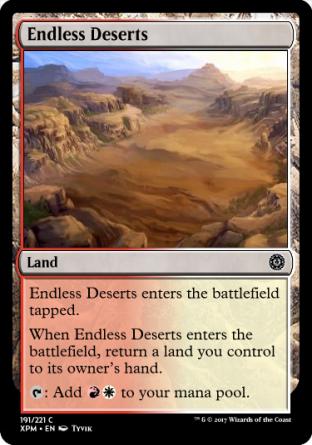 Endless Deserts
Land
Endless Deserts enters the battlefield
tapped.
When Endless Deserts enters the
battlefield, return a land you control
to its owner's hand.
: Add to your mana pool.
191/221 C
XPM • EN Tyvik
™ & © 2017 Wizards of the Coast